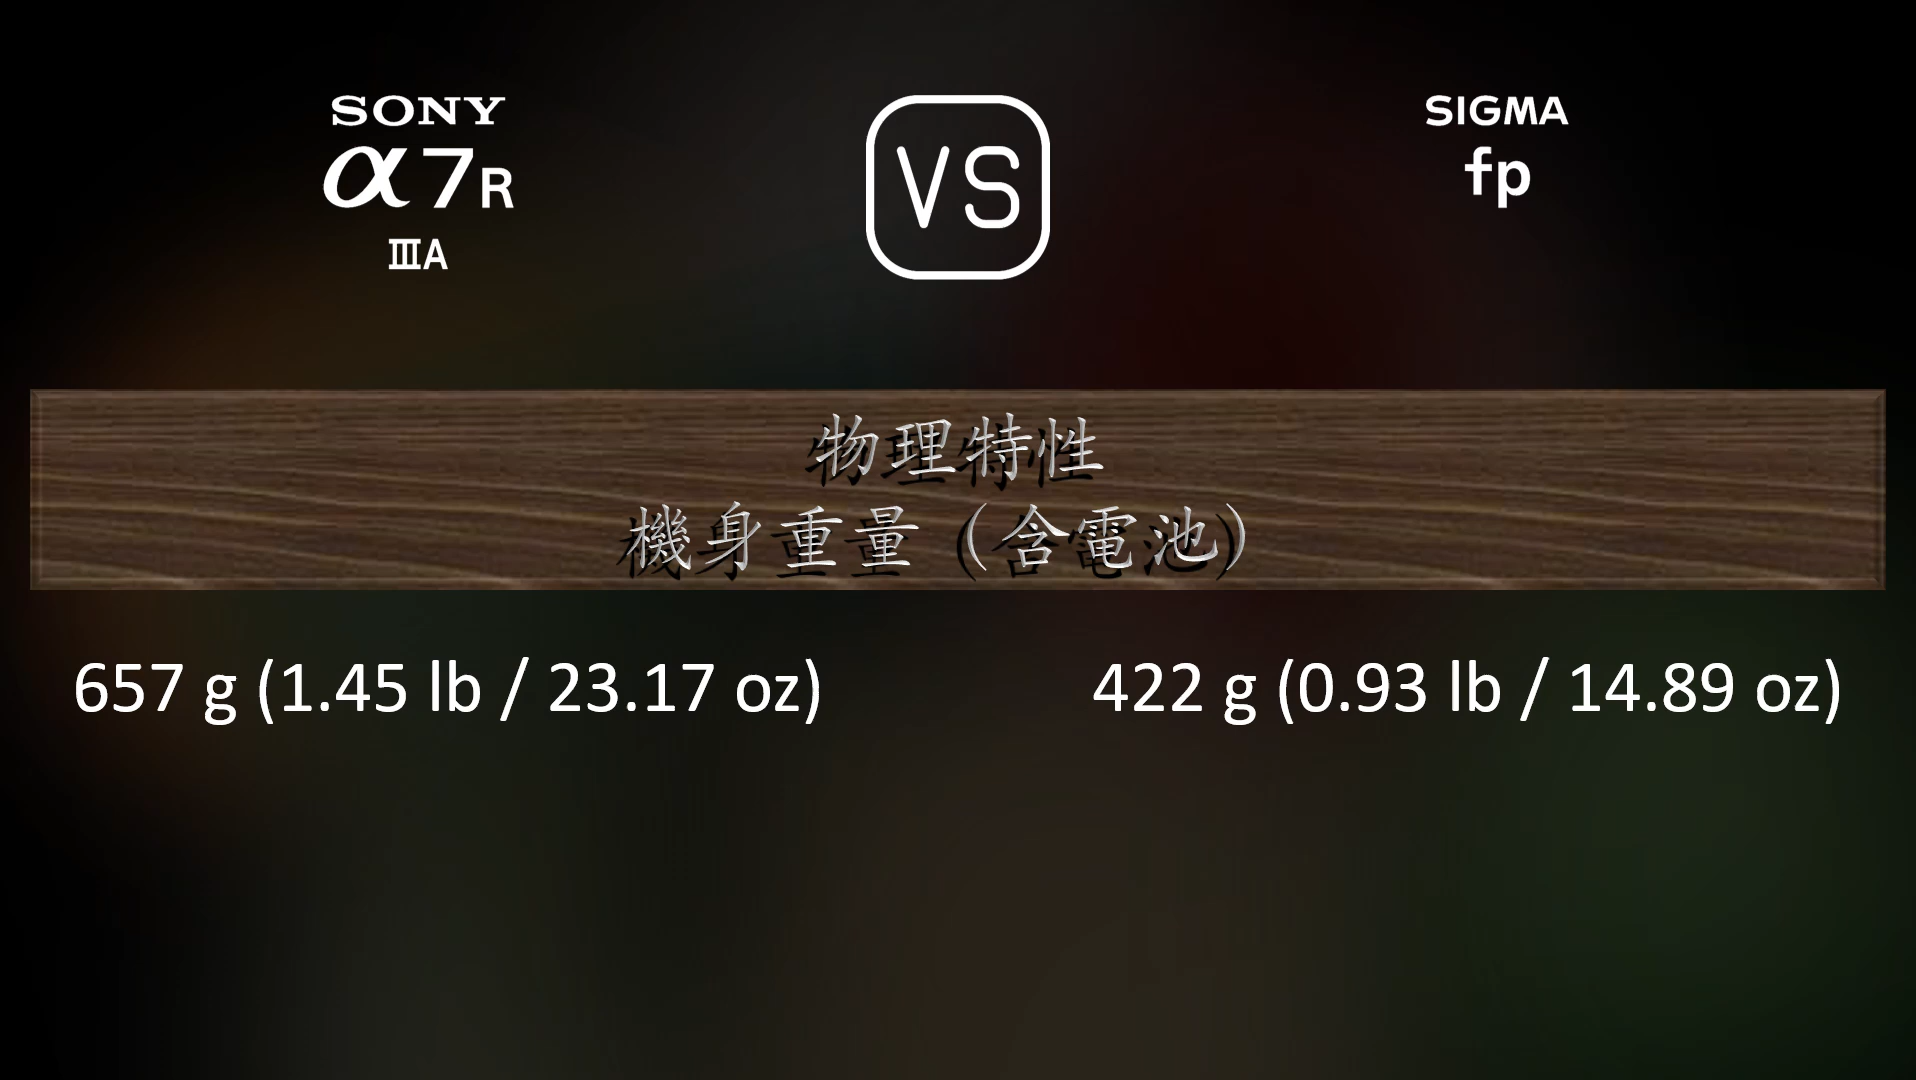 SONY
α7R
ⅢA
VS
SIGMA
fp
物理特性
機身重量（含電池）
657 g (1.45 lb / 23.17 oz)
422 g (0.93 lb / 14.89 oz)